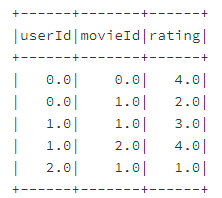 +------+-------+------+
|userId|movieId|rating|
+------+-------+------+
|   0.0|    0.0|   4.0|
|   0.0|    1.0|   2.0|
|   1.0|    1.0|   3.0|
|   1.0|    2.0|   4.0|
|   2.0|    1.0|   1.0|
+------+-------+------+